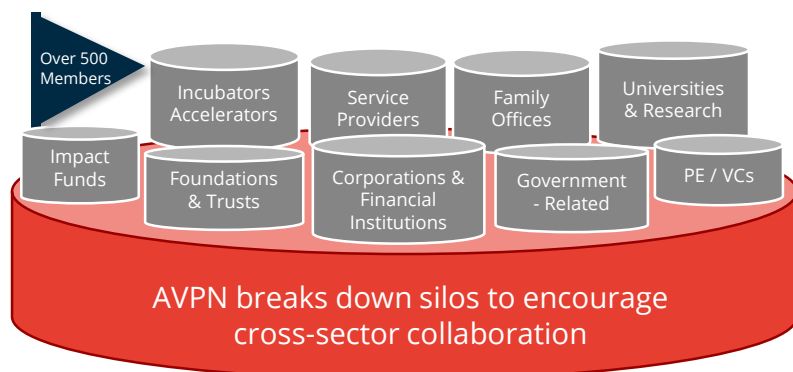 Over 500
Members
Incubators
Accelerators
Service
Providers
Family
Offices
Universities
& Research
Impact
Funds
Foundations
& Trusts
Corporations &
Financial
Institutions
Government
- Related
PE / VCs
AVPN breaks down silos to encourage
cross-sector collaboration